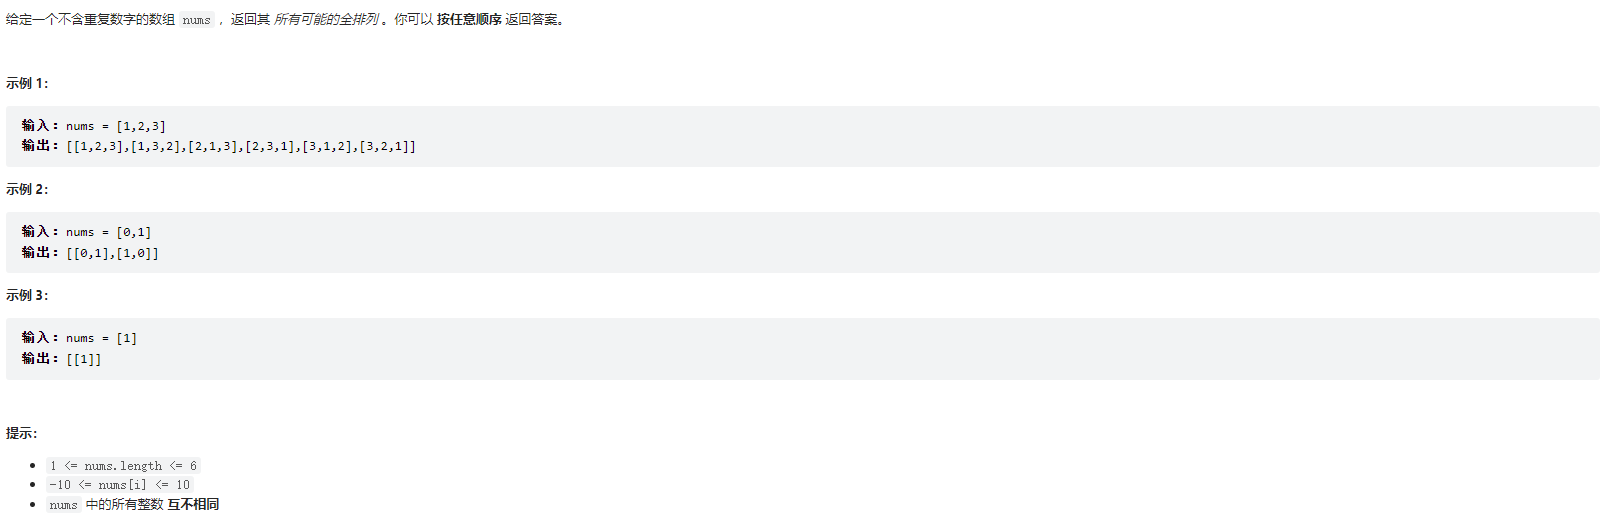 给定一个不含重复数字的数组 nums ，返回其 所有可能的全排列 。你可以 按任意顺序 返回答案。
示例 1：
输入：nums = [1,2,3]
输出：[[1,2,3],[1,3,2],[2,1,3],[2,3,1],[3,1,2],[3,2,1]]
示例 2：
输入：nums = [0,1]
输出：[[0,1],[1,0]]
示例 3：
输入：nums = [1]
输出：[[1]]
提示：
• 1 <= nums.length <= 6
• -10 <= nums[i] <= 10
• nums 中的所有整数 互不相同